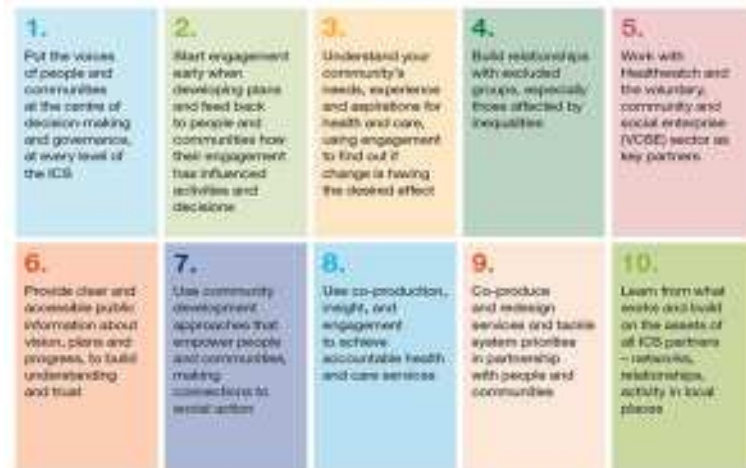 1.
Put the voices
of people and
communities
at the centre of
decision-making
and governance,
at every level of
the ICS
2.
Start engagement
early when
developing plans
and feed back
to people and
communities how
their engagement
has influenced
activities and
decisions
3.
Understand your
community's
needs, experience
and aspirations for
health and care,
using engagement
to find out if
change is having
the desired effect
4.
Build relationships
with excluded
groups, especially
those affected by
inequalities
5.
Work with
Healthwatch and
the voluntary,
community and
social enterprise
(VCSE) sector as
key partners
6.
Provide clear and
accessible public
information about
vision, plans and
progress, to build
understanding
and trust
7.
Use community
development
approaches that
empower people
and communities,
making
connections to
social action
8.
Use co-production,
insight, and
engagement
to achieve
accountable health
and care services
9.
Co-produce
and redesign
services and tackle
system priorities
in partnership
with people and
communities
10.
Learn from what
works and build
on the assets of
all ICS partners
– networks,
relationships,
activity in local
places